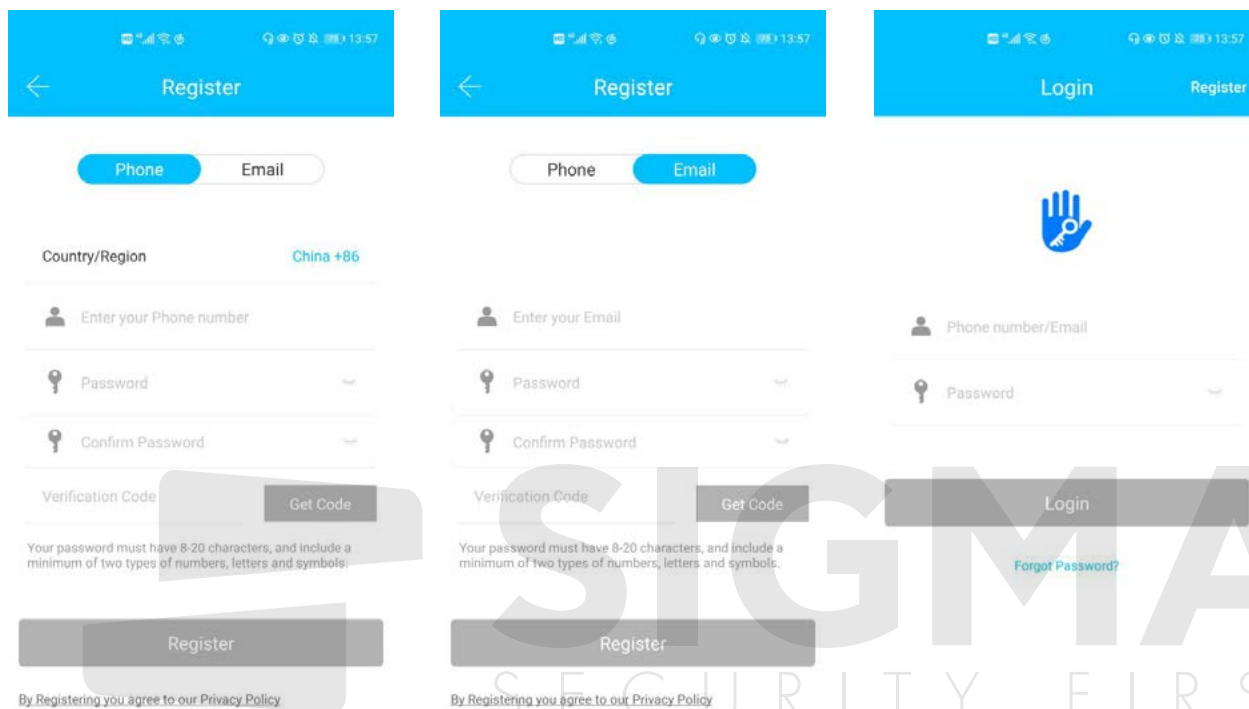 13:57
Register
Phone
Email
Country/Region
China +86
Enter your Phone number
Password
Confirm Password
Verification Code
Get Code
Your password must have 8-20 characters, and include a
minimum of two types of numbers, letters and symbols.
Register
By Registering you agree to our Privacy Policy
13:57
Register
Phone
Email
Enter your Email
Password
Confirm Password
Verification Code
Get Code
Your password must have 8-20 characters, and include a
minimum of two types of numbers, letters and symbols.
Register
By Registering you agree to our Privacy Policy
13:57
Login
Register
Phone number/Email
Password
Login
Forgot Password?
SIGMA
SECURITY FIRS